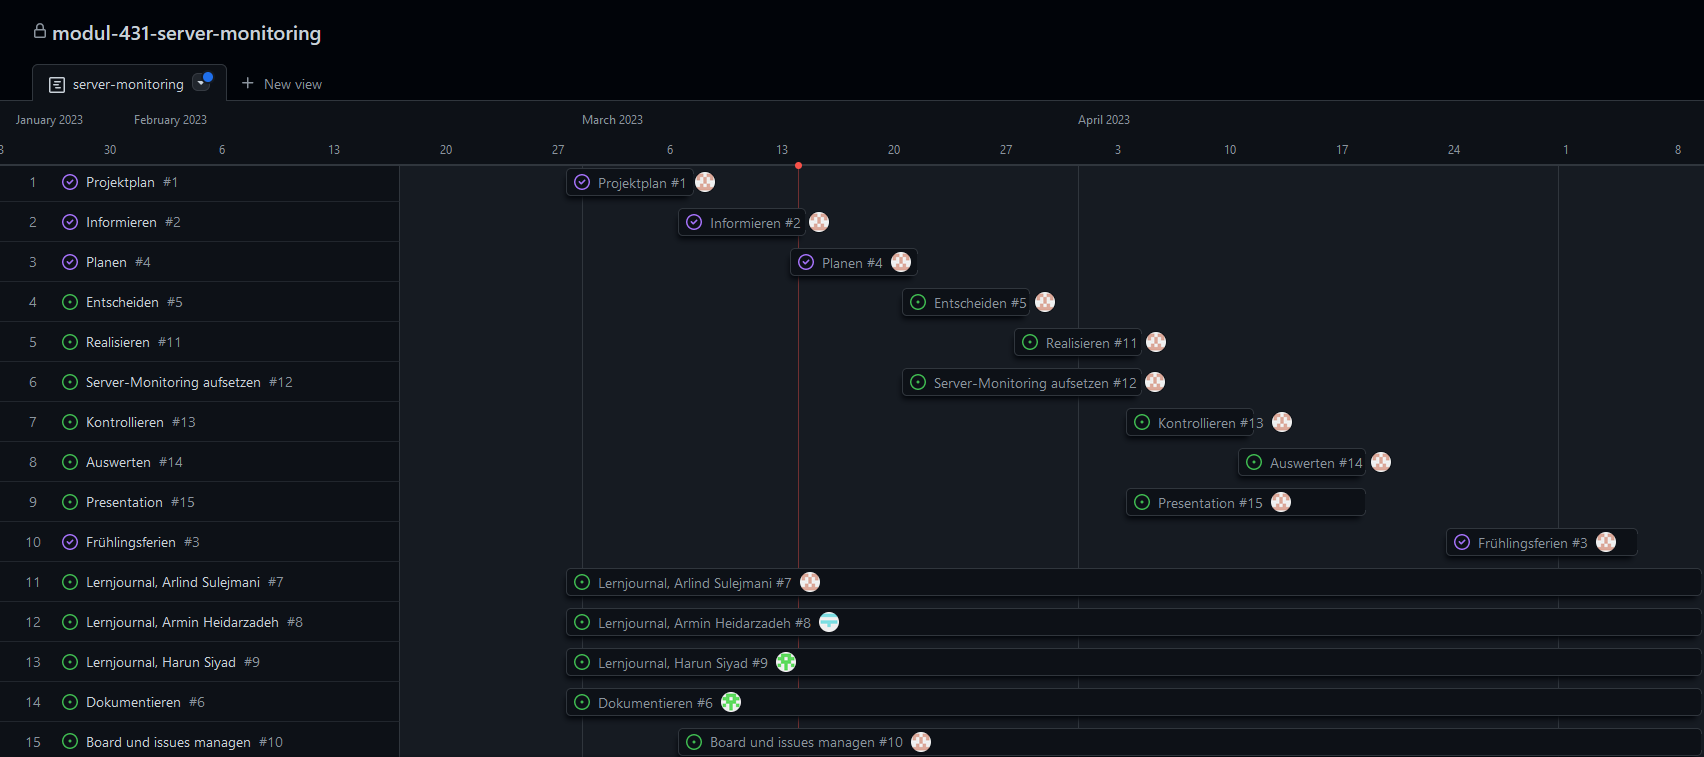 modul-431-server-monitoring
server-monitoring New view
January 2023 February 2023 March 2023 April 2023
30 6 13 20 27 6 13 20 27 3 10 17 24 1 8
1 Projektplan #1 Projektplan #1
2 Informieren #2 Informieren #2
3 Planen #4 Planen #4
4 Entscheiden #5 Entscheiden #5
5 Realisieren #11 Realisieren #11
6 Server-Monitoring aufsetzen #12 Server-Monitoring aufsetzen #12
7 Kontrollieren #13 Kontrollieren #13
8 Auswerten #14 Auswerten #14
9 Presentation #15 Presentation #15
10 Frühlingsferien #3 Frühlingsferien #3
11 Lernjournal, Arlind Sulejmani #7 Lernjournal, Arlind Sulejmani #7
12 Lernjournal, Armin Heidarzadeh #8 Lernjournal, Armin Heidarzadeh #8
13 Lernjournal, Harun Siyad #9 Lernjournal, Harun Siyad #9
14 Dokumentieren #6 Dokumentieren #6
15 Board und issues managen #10 Board und issues managen #10